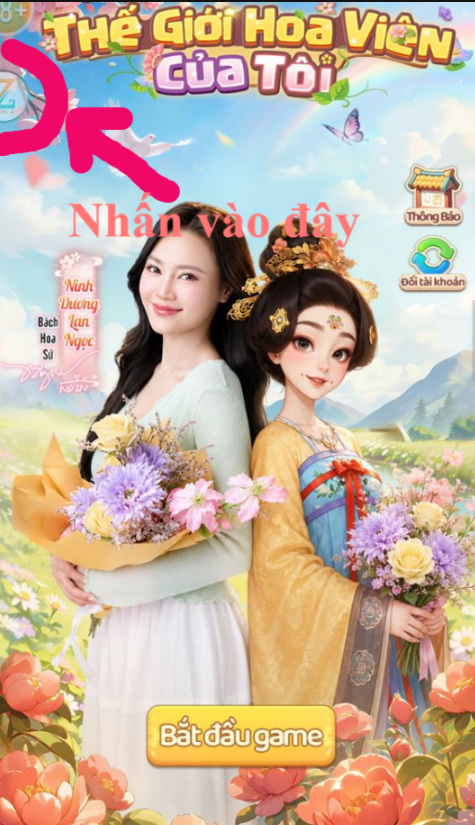 18+
Thế Giới Hoa Viên
Của Tôi
Z
Nhấn vào đây
Thông Báo
Đổi tài khoản
Ninh
Dương
Lan
Ngọc
Bách
Hoa
Sứ
Bắt đầu game